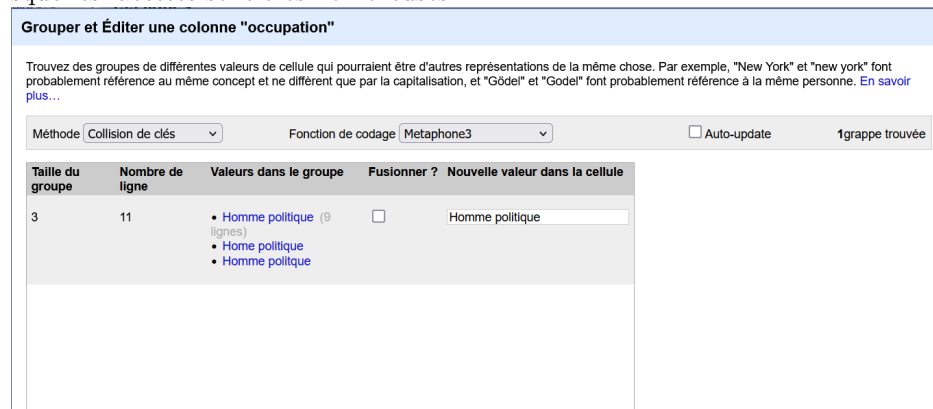 Grouper et Éditer une colonne "occupation"
Trouvez des groupes de différentes valeurs de cellule qui pourraient être d'autres représentations de la même chose. Par exemple, "New York" et "new york" font
probablement référence au même concept et ne diffèrent que par la capitalisation, et "Gödel" et "Godel" font probablement référence à la même personne. En savoir
plus…
Méthode Collision de clés Fonction de codage Metaphone3 Auto-update 1grappe trouvée
Taille du groupe Nombre de ligne Valeurs dans le groupe Fusionner ? Nouvelle valeur dans la cellule
3 11 • Homme politique (9 lignes) Homme politique
• Home politique
• Homme politque